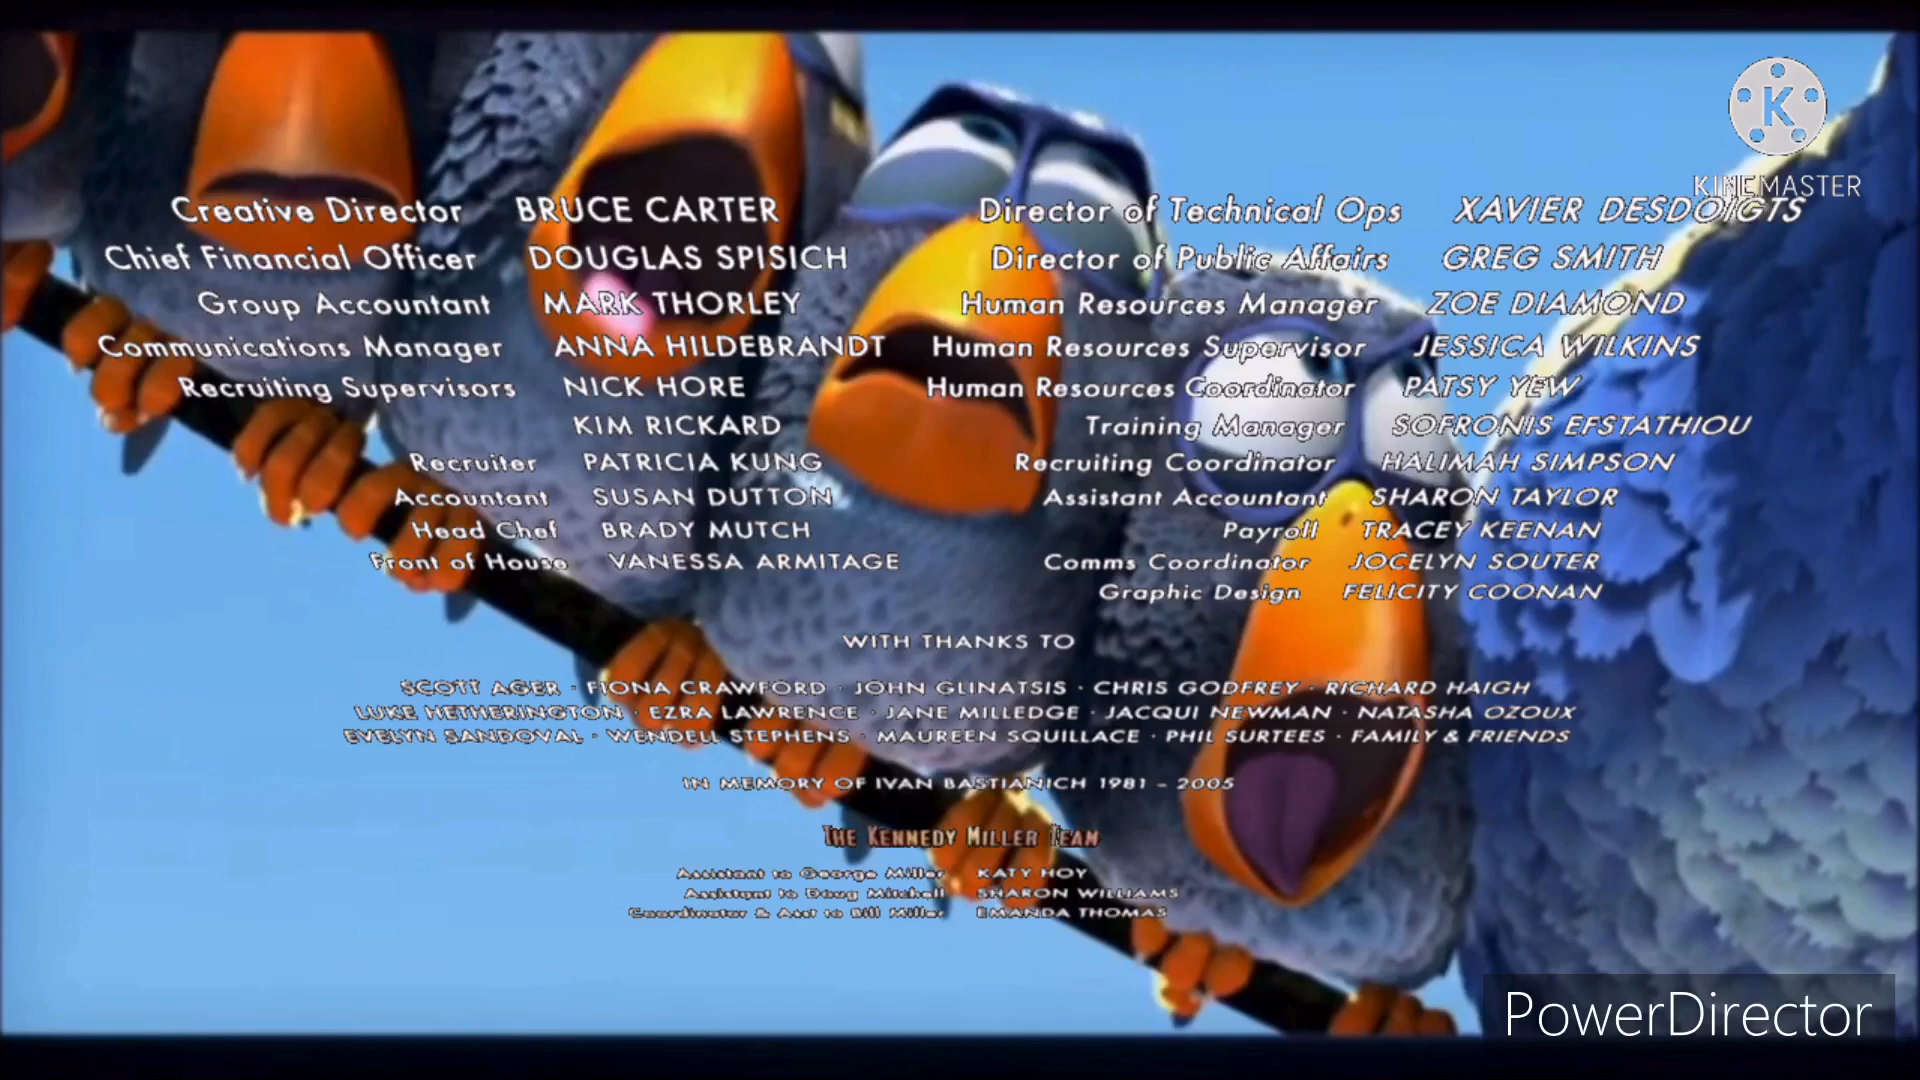 K
KINEMASTER
Creative Director BRUCE CARTER
Chief Financial Officer DOUGLAS SPISICH
Group Accountant MARK THORLEY
Communications Manager ANNA HILDEBRANDT
Recruiting Supervisors NICK HORE
KIM RICKARD
Recruiter PATRICIA KUNG
Accountant SUSAN DUTTON
Head Chef BRADY MUTCH
Front of House VANESSA ARMITAGE
Director of Technical Ops XAVIER DESDOIGTS
Director of Public Affairs GREG SMITH
Human Resources Manager ZOE DIAMOND
Human Resources Supervisor JESSICA WILKINS
Human Resources Coordinator PATSY YEW
Training Manager SOFRONIS EFSTATHIOU
Recruiting Coordinator HALIMAH SIMPSON
Assistant Accountant SHARON TAYLOR
Payroll TRACEY KEENAN
Comms Coordinator JOCELYN SOUTER
Graphic Design FELICITY COONAN
WITH THANKS TO
SCOTT AGER · FIONA CRAWFORD · JOHN GLINATSIS · CHRIS GODFREY · RICHARD HAIGH
LUKE HETHERINGTON · EZRA LAWRENCE · JANE MILLEDGE · JACQUI NEWMAN · NATASHA OZOUX
EVELYN SANDOVAL · WENDELL STEPHENS · MAUREEN SQUILLACE · PHIL SURTEES · FAMILY & FRIENDS
IN MEMORY OF IVAN BASTIANICH 1981 - 2005
THE KENNEDY MILLER TEAM
Assistant to George Miller KATY HOY
Assistant to Doug Mitchell SHARON WILLIAMS
Coordinator & Asst to Bill Miller EMANDA THOMAS
PowerDirector